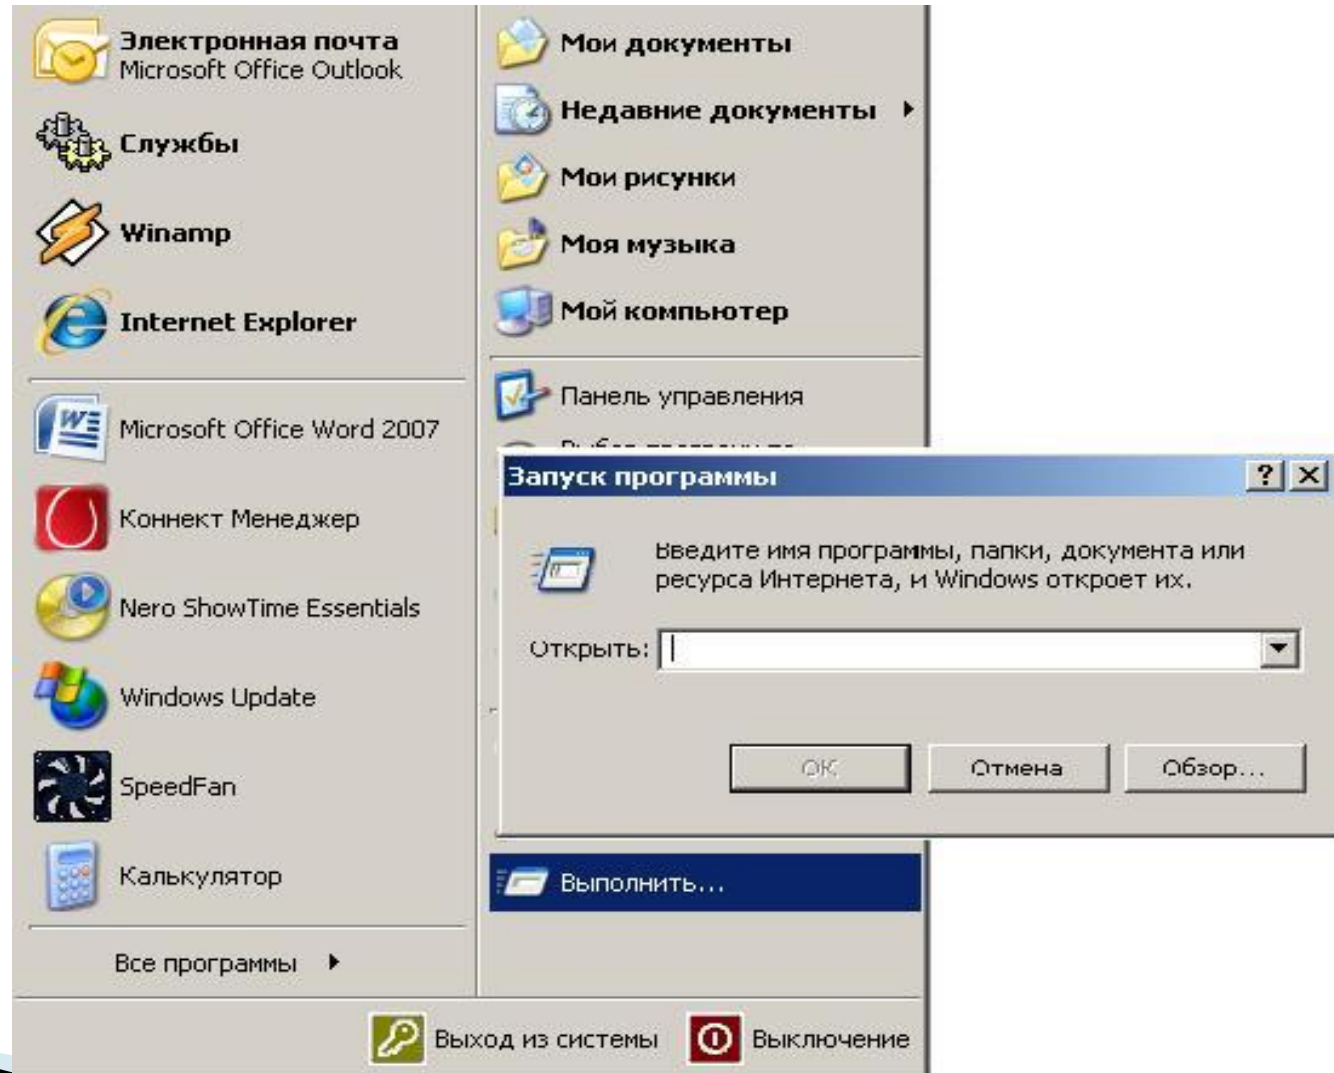 Электронная почта
Microsoft Office Outlook
Службы
Winamp
Internet Explorer
Microsoft Office Word 2007
Коннект Менеджер
Nero ShowTime Essentials
Windows Update
SpeedFan
Калькулятор
Все программы
Мои документы
Недавние документы
Мои рисунки
Моя музыка
Мой компьютер
Панель управления
Запуск программы
Введите имя программы, папки, документа или
ресурса Интернета, и Windows откроет их.
Открыть:
ОК
Отмена
Обзор...
Выполнить...
Выход из системы
Выключение